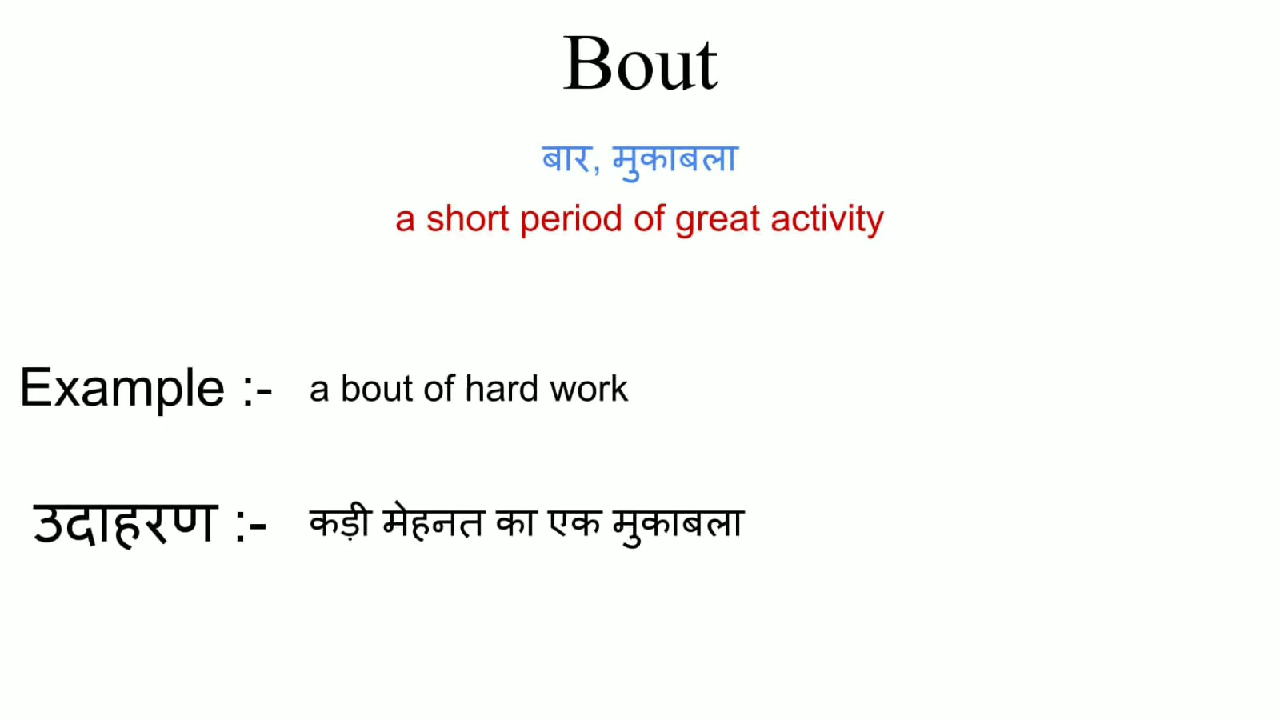 Bout
बार, मुकाबला
a short period of great activity
Example :- a bout of hard work
उदाहरण :- कड़ी मेहनत का एक मुकाबला